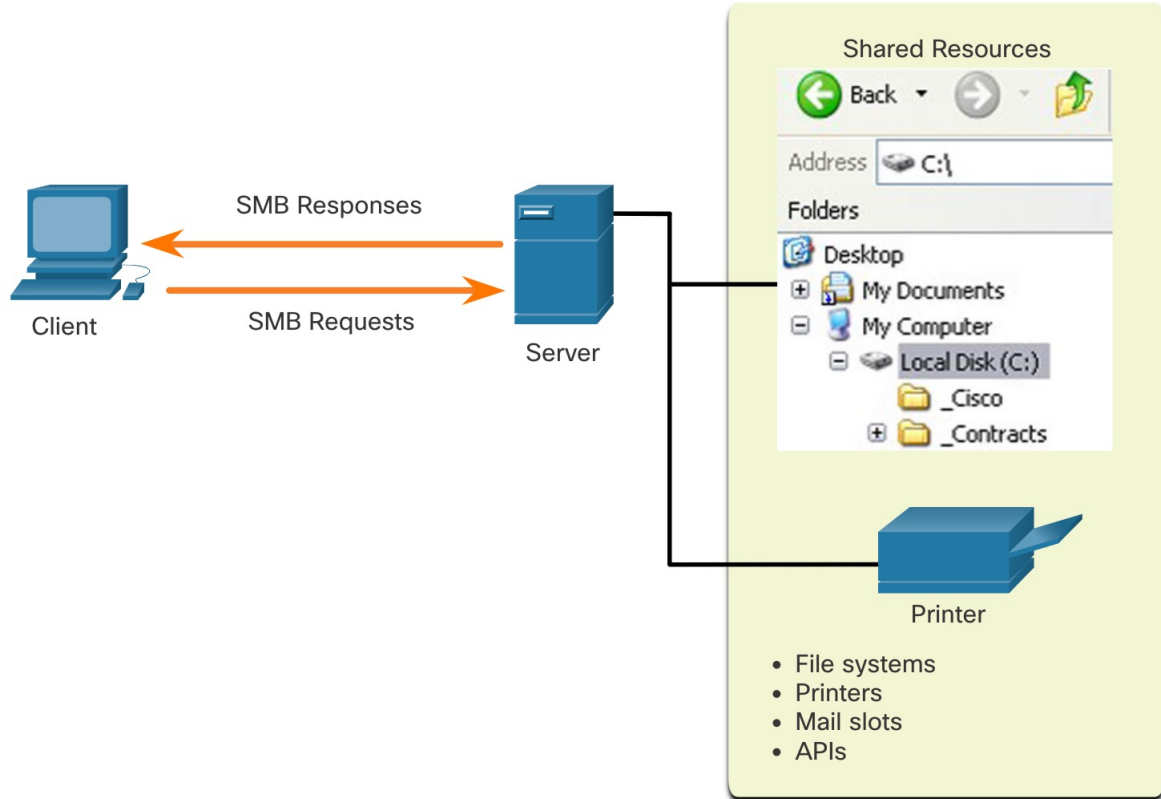 Shared Resources
Back
Address C:\
Folders
Desktop
My Documents
My Computer
Local Disk (C:)
_Cisco
_Contracts
SMB Responses
SMB Requests
Client
Server
Printer
• File systems
• Printers
• Mail slots
• APIs